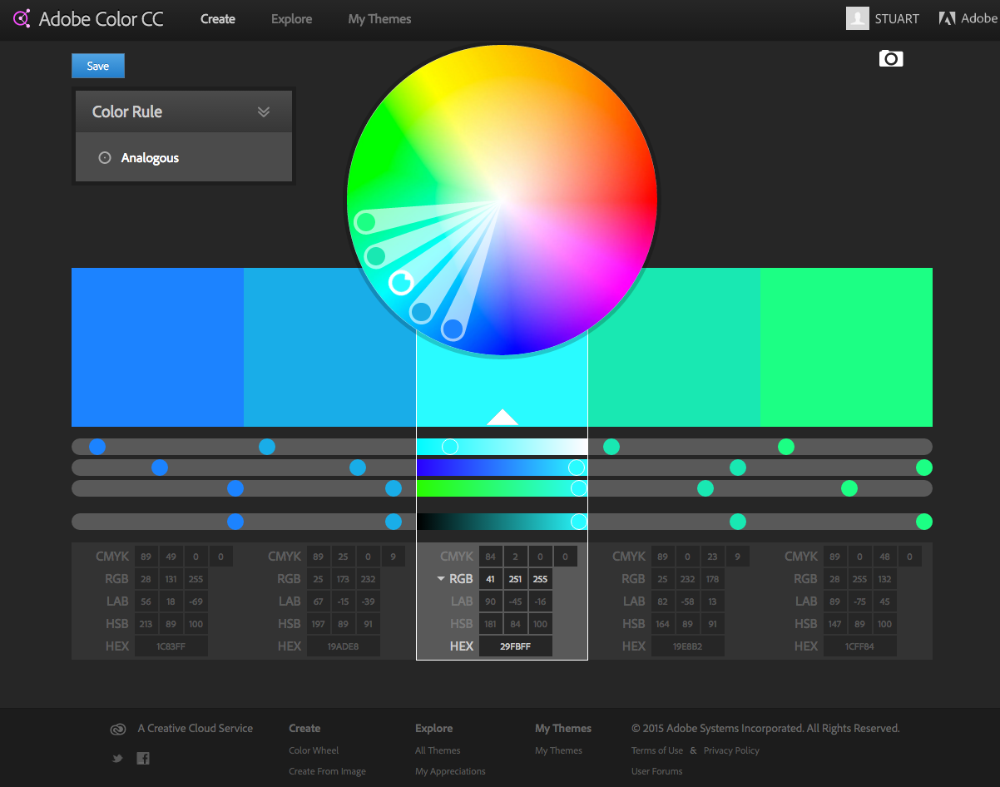 Adobe Color CC Create Explore My Themes STUART Adobe
Save
Color Rule
Analogous
CMYK 89 49 0 0 CMYK 89 25 0 9 CMYK 84 2 0 0 CMYK 89 0 23 9 CMYK 89 0 48 0
RGB 28 131 255 RGB 25 173 232 RGB 41 251 255 RGB 25 232 178 RGB 28 255 132
LAB 56 18 -69 LAB 67 -15 -39 LAB 90 -45 -16 LAB 82 -58 13 LAB 89 -75 45
HSB 213 89 100 HSB 197 89 91 HSB 181 84 100 HSB 164 89 91 HSB 147 89 100
HEX 1C83FF HEX 19ADE8 HEX 29FBFF HEX 19E8B2 HEX 1CFF84
A Creative Cloud Service Create Explore My Themes © 2015 Adobe Systems Incorporated. All Rights Reserved.
Color Wheel All Themes My Themes Terms of Use & Privacy Policy
Create From Image My Appreciations User Forums